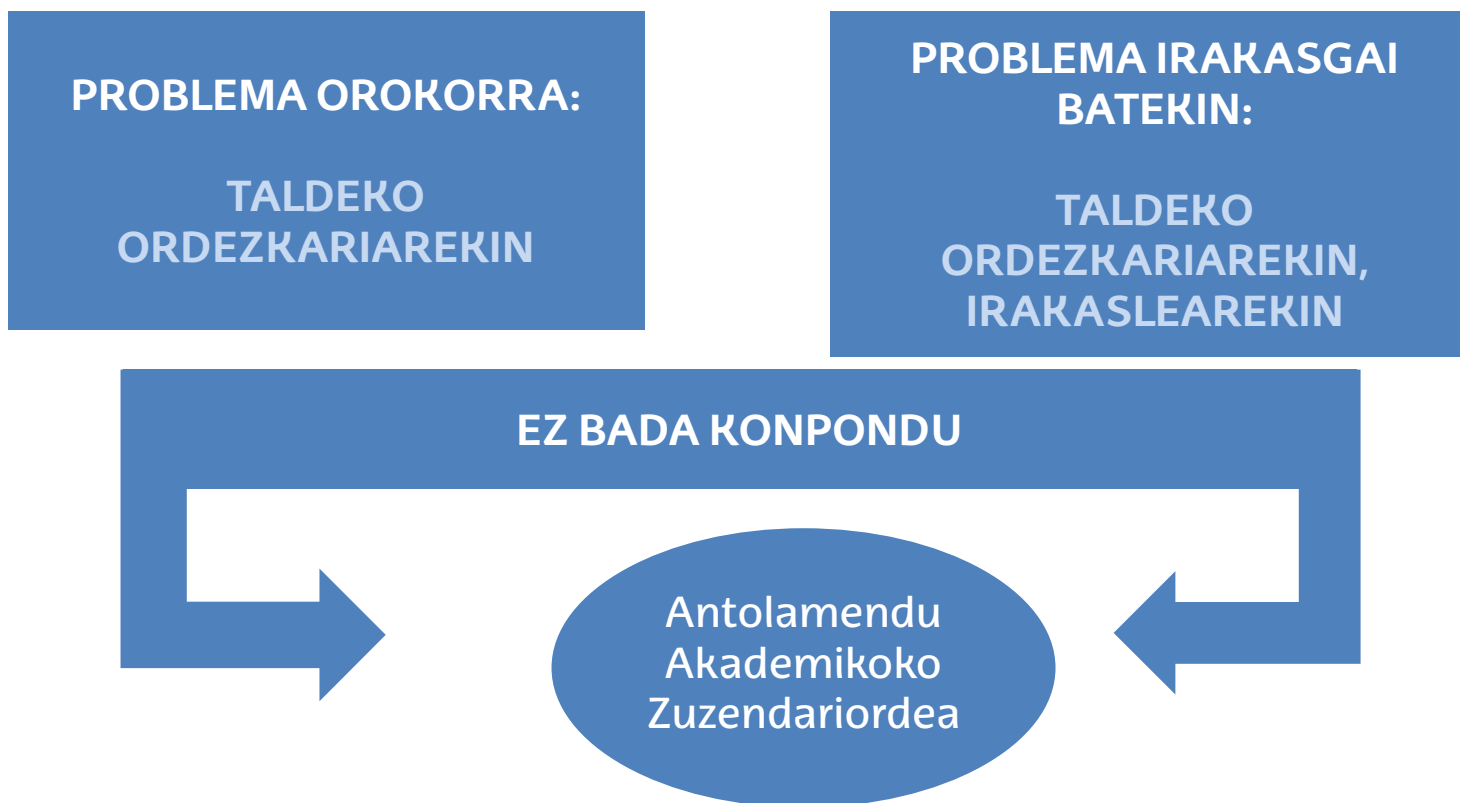 PROBLEMA OROKORRA:
TALDEKO
ORDEZKARIAREKIN
PROBLEMA IRAKASGAI
BATEKIN:
TALDEKO
ORDEZKARIAREKIN,
IRAKASLEAREKIN
EZ BADA KONPONDU
Antolamendu
Akademikoko
Zuzendariordea